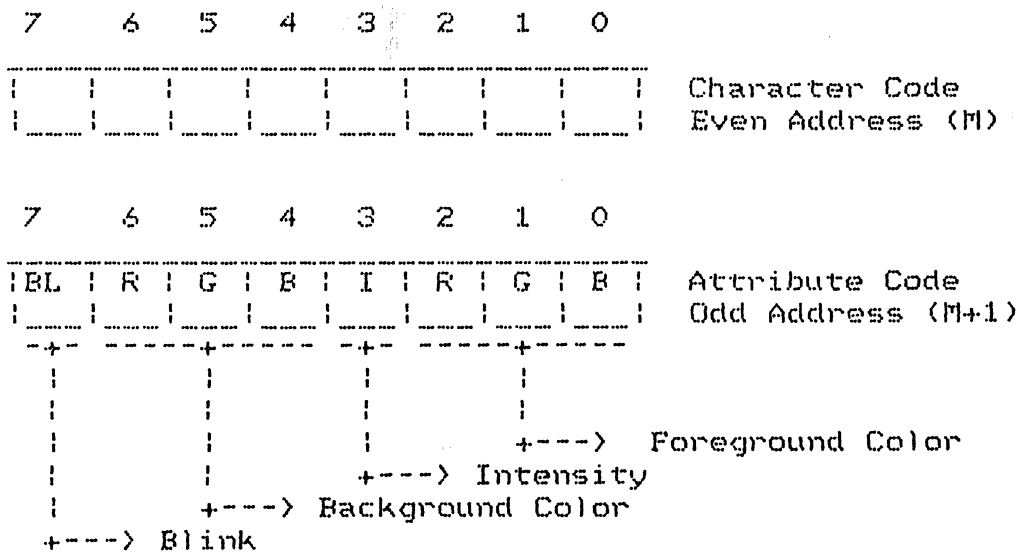 7 6 5 4 3 2 1 0
Character Code
Even Address (M)
7 6 5 4 3 2 1 0
BL R G B I R G B Attribute Code
Odd Address (M+1)
Foreground Color
Intensity
Background Color
Blink